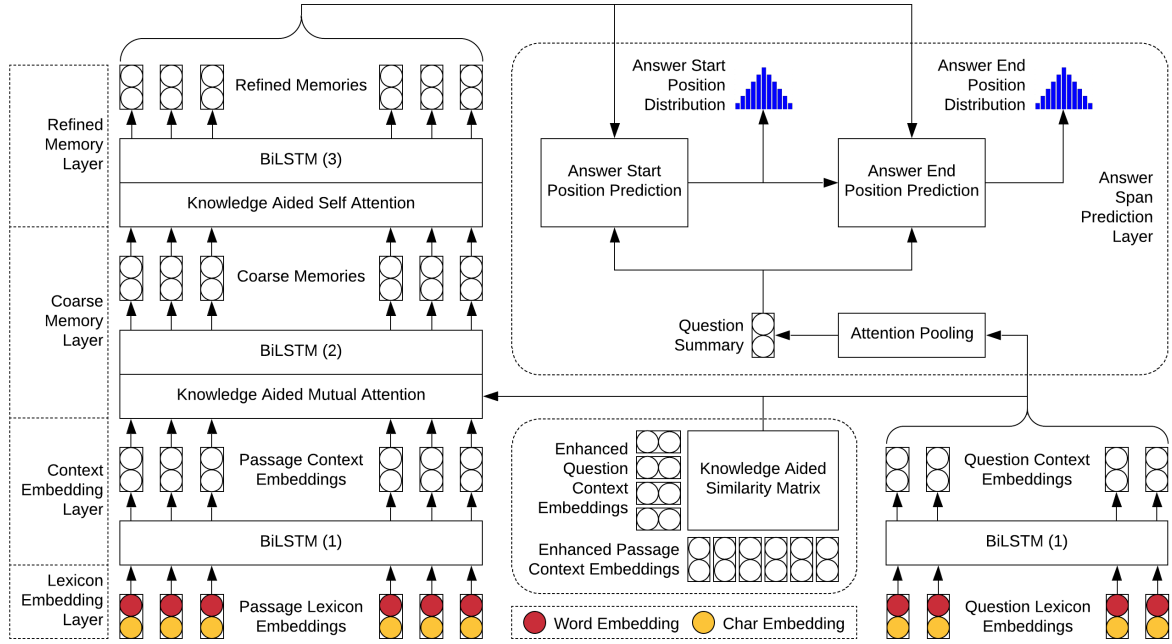 Refined
Memory
Layer
Refined Memories
BiLSTM (3)
Knowledge Aided Self Attention
Coarse
Memory
Layer
Coarse Memories
BiLSTM (2)
Knowledge Aided Mutual Attention
Context
Embedding
Layer
Passage Context
Embeddings
BiLSTM (1)
Lexicon
Embedding
Layer
Passage Lexicon
Embeddings
Answer Start
Position
Distribution
Answer End
Position
Distribution
Answer Start
Position Prediction
Answer End
Position Prediction
Answer
Span
Prediction
Layer
Question
Summary
Attention Pooling
Enhanced
Question
Context
Embeddings
Knowledge Aided
Similarity Matrix
Enhanced Passage
Context Embeddings
Word Embedding
Char Embedding
Question Context
Embeddings
BiLSTM (1)
Question Lexicon
Embeddings